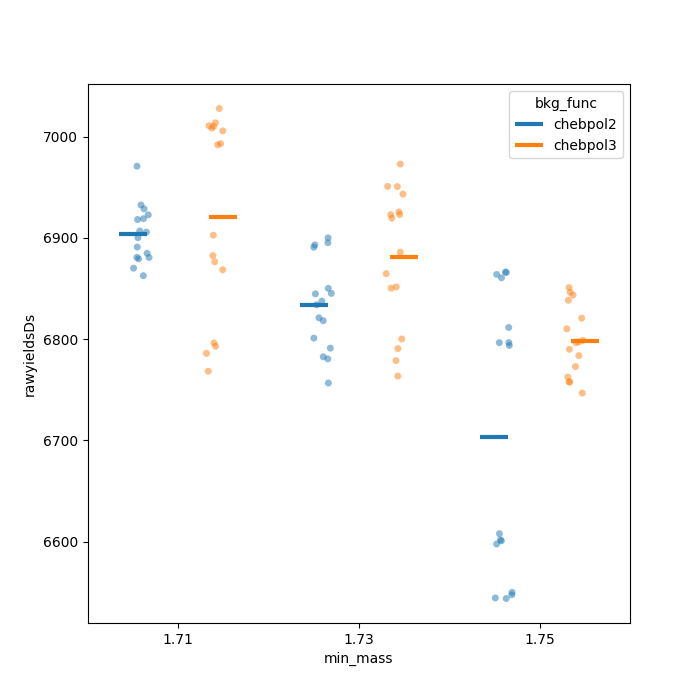 bkg_func
chebpol2
chebpol3
7000
6900
6800
6700
6600
rawyieldsDs
1.71
1.73
1.75
min_mass